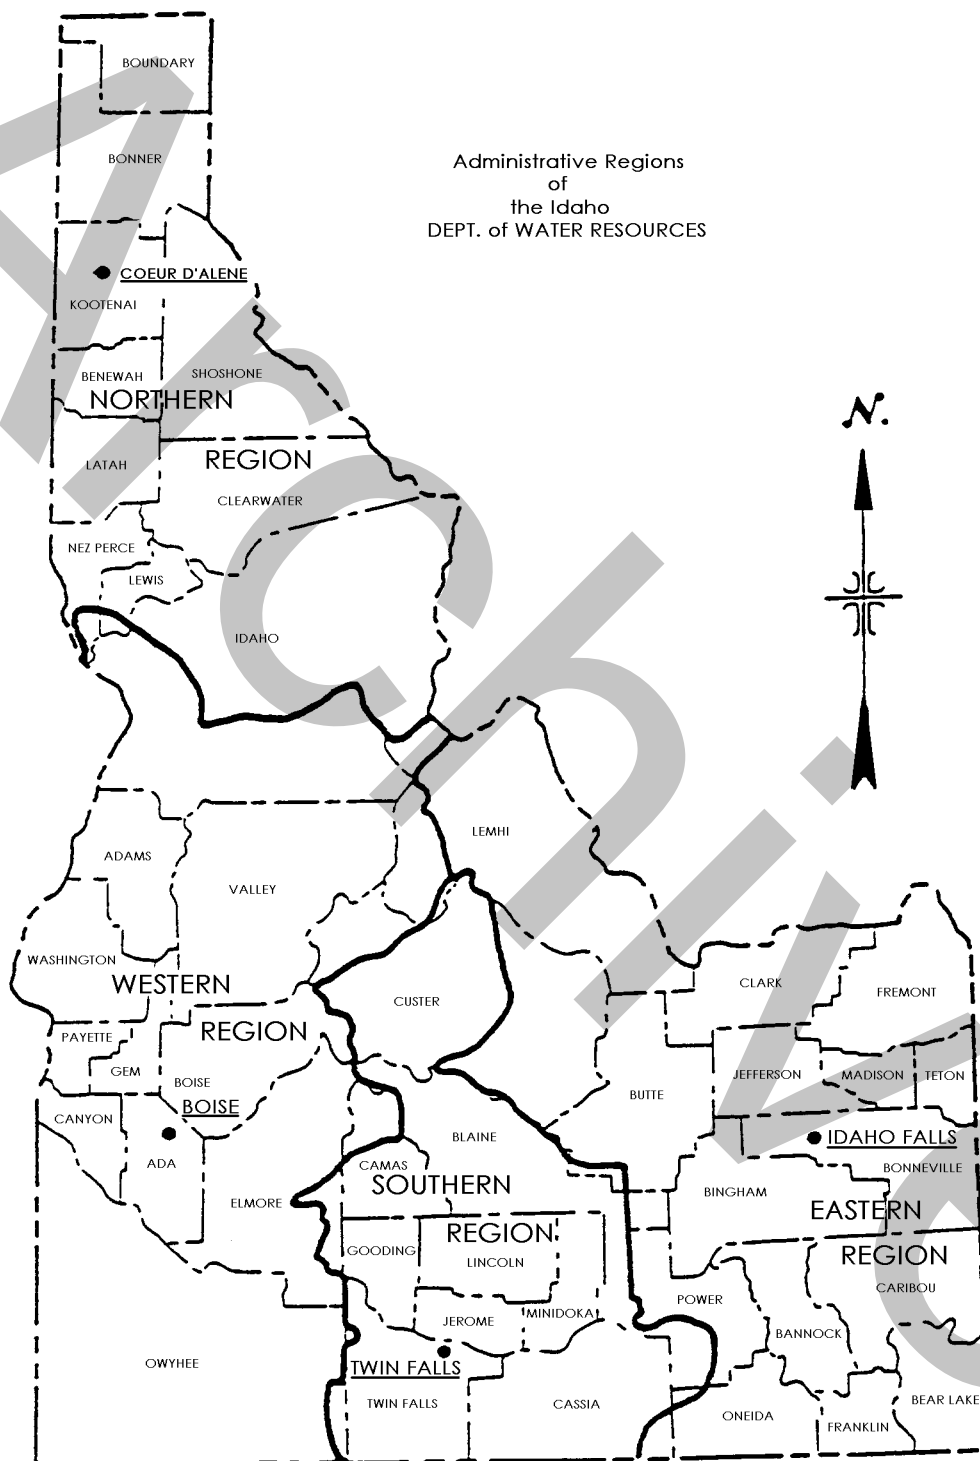 BOUNDARY
Administrative Regions
of
the Idaho
DEPT. of WATER RESOURCES
BONNER
COEUR D'ALENE
KOOTENAI
BENEWAH
SHOSHONE
NORTHERN
REGION
LATAH
CLEARWATER
N.
NEZ PERCE
LEWIS
IDAHO
LEMHI
ADAMS
VALLEY
WASHINGTON
WESTERN
REGION
CUSTER
CLARK
FREMONT
PAYETTE
GEM
BOISE
BOISE
CANYON
ADA
JEFFERSON
MADISON
TETON
BUTTE
BLAINE
IDAHO FALLS
BONNEVILLE
CAMAS
SOUTHERN
REGION
BINGHAM
EASTERN
REGION
ELMORE
GOODING
LINCOLN
CARIBOU
POWER
JEROME
MINIDOKA
BANNOCK
OWYHEE
TWIN FALLS
TWIN FALLS
CASSIA
ONEIDA
FRANKLIN
BEAR LAKE
Archiv